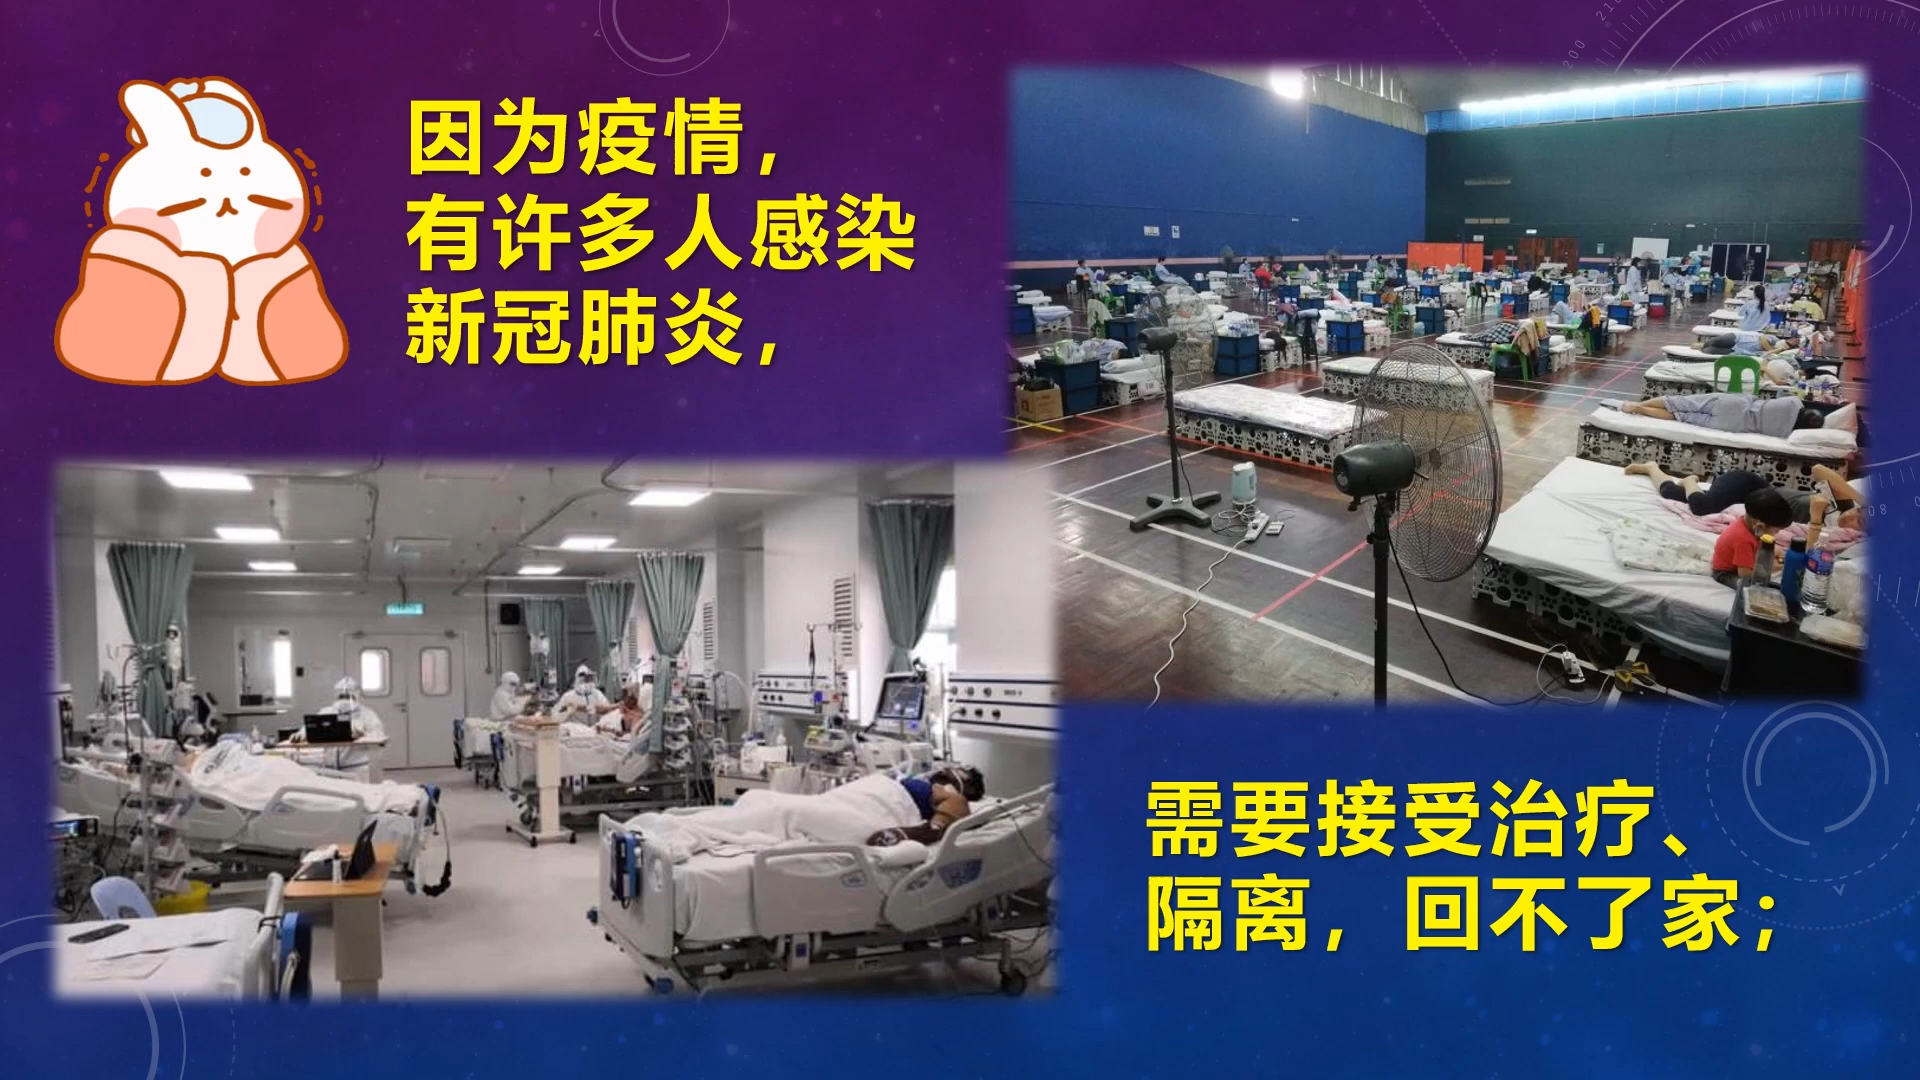 因为疫情，
有许多人感染
新冠肺炎，
需要接受治疗、
隔离，回不了家；